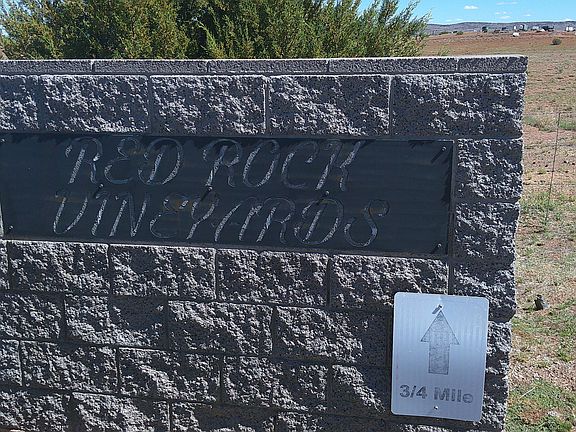 RED ROCK
VINEYARDS
3/4 Mile